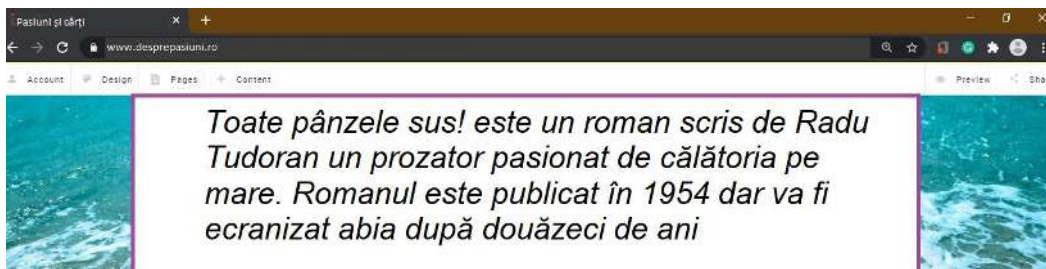 Pasiuni și cărți
www.desprepasiuni.ro
Account Design Pages Content Preview Sha
Toate pânzele sus! este un roman scris de Radu
Tudoran un prozator pasionat de călătoria pe
mare. Romanul este publicat în 1954 dar va fi
ecranizat abia după douăzeci de ani